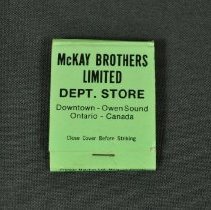 McKAY BROTHERS
LIMITED
DEPT. STORE
Downtown - Owen Sound
Ontario - Canada
Close Cover Before Striking